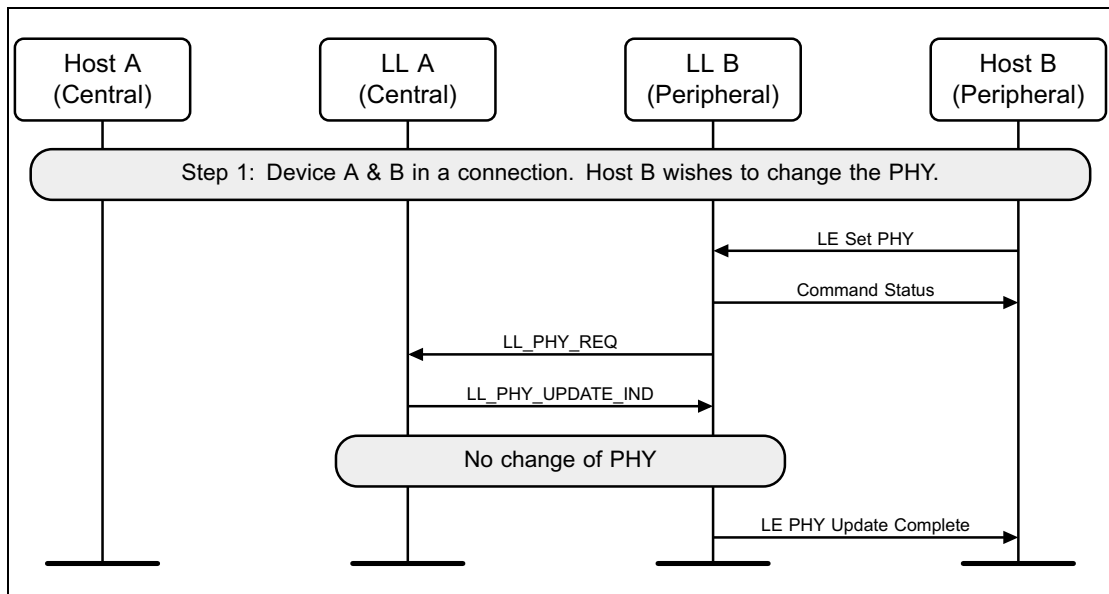 Host A
(Central)
LL A
(Central)
LL B
(Peripheral)
Host B
(Peripheral)
Step 1: Device A & B in a connection. Host B wishes to change the PHY.
LE Set PHY
Command Status
LL_PHY_REQ
LL_PHY_UPDATE_IND
No change of PHY
LE PHY Update Complete